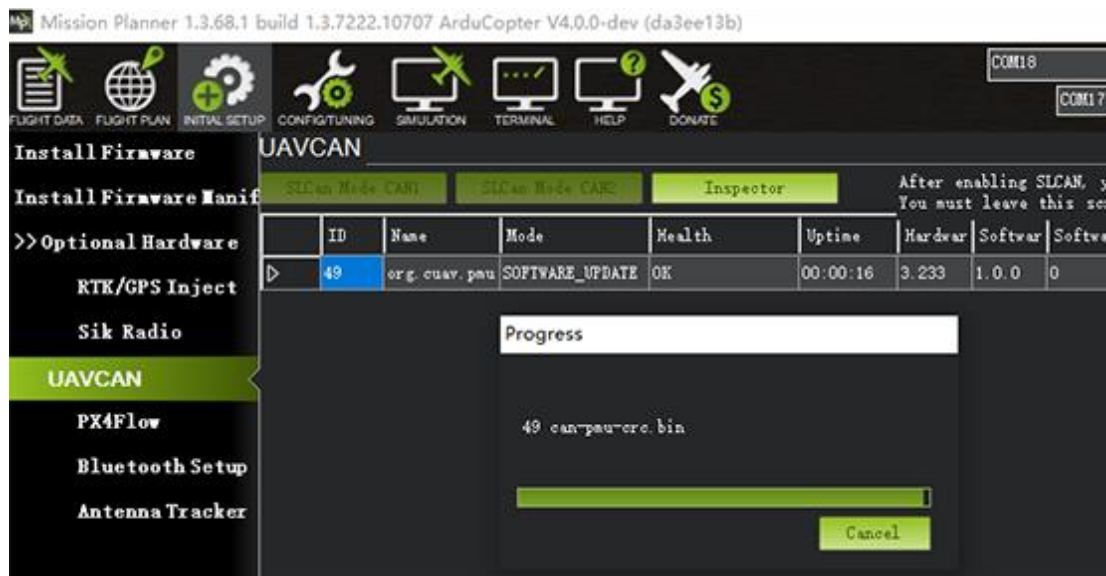 Mission Planner 1.3.68.1 build 1.3.7222.10707 ArduCopter V4.0.0-dev (da3ee13b)
FLIGHT DATA FLIGHT PLAN INITIAL SETUP CONFIG/TUNING SIMULATION TERMINAL HELP DONATE
COM18
COM17
Install Firmware
UAVCAN
Install Firmware Manif
SLCan Mode CAN1 SLCan Mode CAN2 Inspector
After enabling SLCAN, y
You must leave this scr
>>Optional Hardware
ID Name Mode Health Uptime Hardwar Softwar Softwa
49 org.cuav.pmu SOFTWARE_UPDATE OK 00:00:16 3.233 1.0.0 0
RTK/GPS Inject
Sik Radio
Progress
UAVCAN
PX4Flow
49 can-pmu-crc.bin
Bluetooth Setup
Antenna Tracker
Cancel